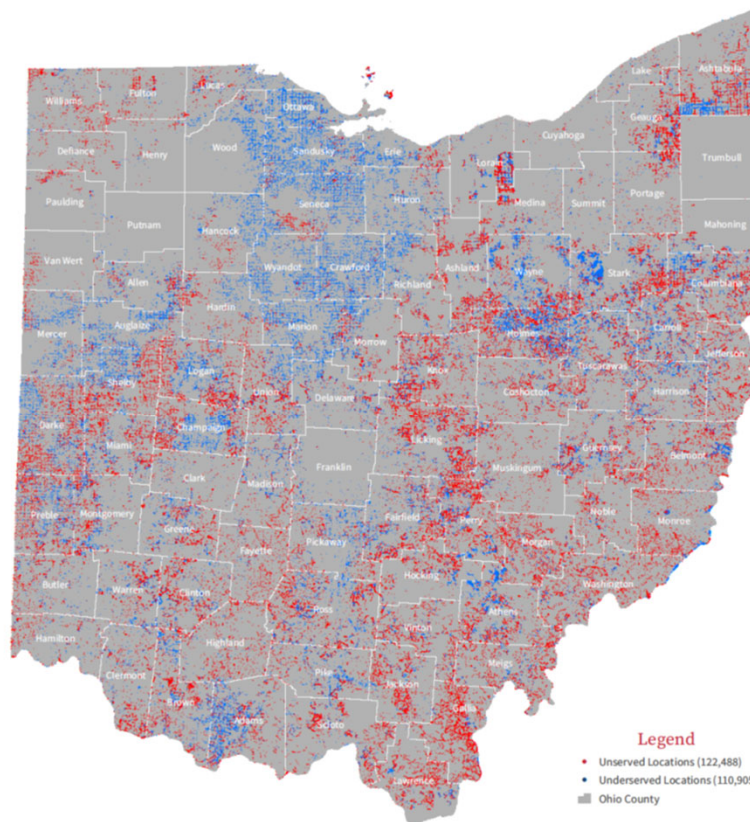 Lake
Ashtabula
Williams
Fulton
Lucas
Ottawa
Geauga
Cuyahoga
Defiance
Henry
Wood
Sandusky
Erie
Lorain
Trumbull
Paulding
Seneca
Huron
Medina
Summit
Portage
Putnam
Hancock
Mahoning
Van Wert
Wyandot
Crawford
Ashland
Wayne
Stark
Richland
Columbiana
Allen
Hardin
Mercer
Auglaize
Marion
Holmes
Carroll
Morrow
Jefferson
Logan
Knox
Tuscarawas
Shelby
Union
Coshocton
Harrison
Delaware
Darke
Champaign
Miami
Licking
Guernsey
Belmont
Franklin
Muskingum
Clark
Madison
Preble
Montgomery
Fairfield
Noble
Perry
Monroe
Greene
Pickaway
Morgan
Fayette
Hocking
Butler
Warren
Clinton
Washington
Ross
Athens
Vinton
Hamilton
Highland
Meigs
Clermont
Pike
Jackson
Brown
Gallia
Adams
Scioto
Lawrence
Legend
Unserved Locations (122,488)
Underserved Locations (110,905
Ohio County